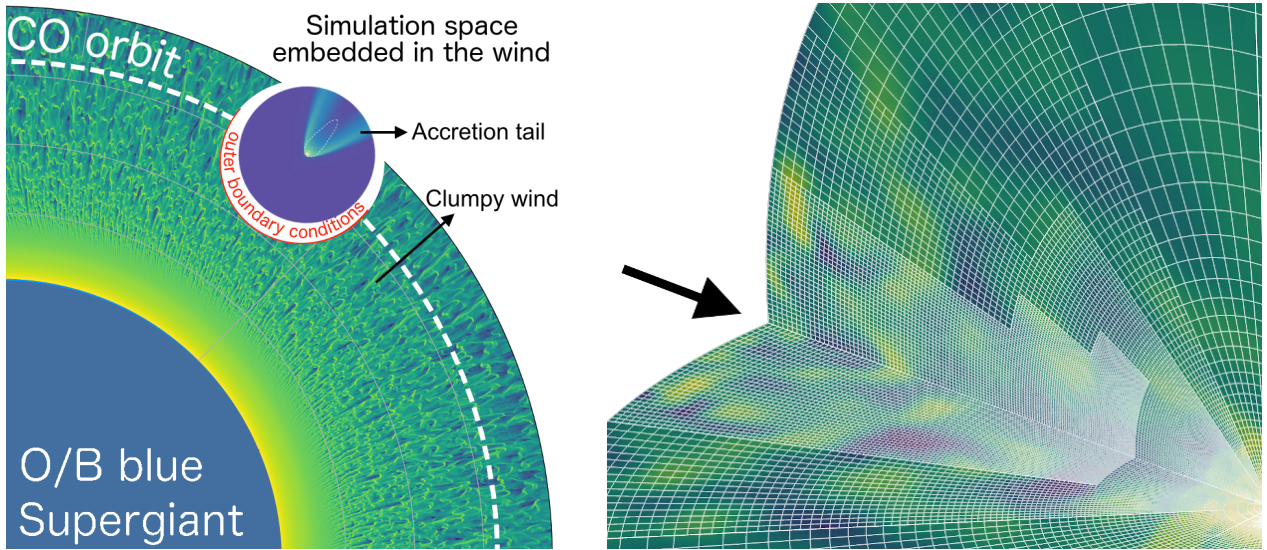 CO orbit
Simulation space
embedded in the wind
Accretion tail
outer boundary conditions
Clumpy wind
O/B blue
Supergiant